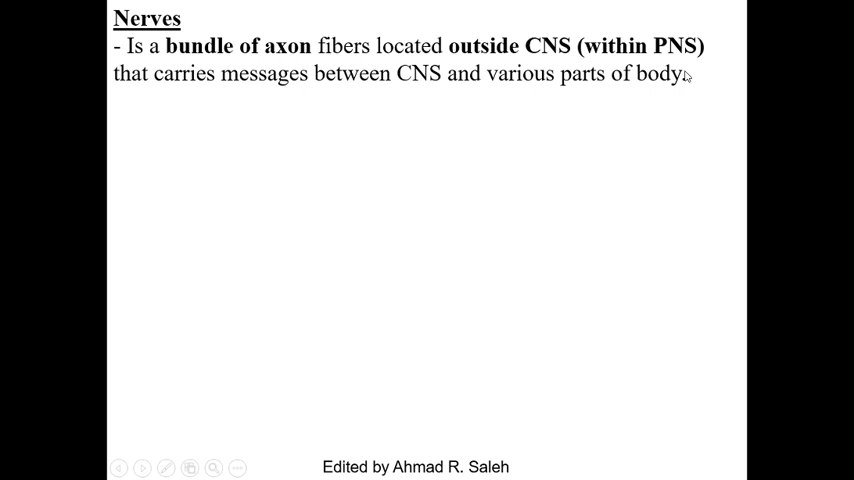 Nerves
- Is a bundle of axon fibers located outside CNS (within PNS)
that carries messages between CNS and various parts of body.
Edited by Ahmad R. Saleh